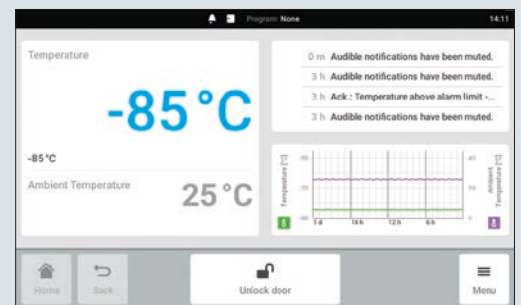 Program: None
14:11
Temperature
-85 °C
-85 °C
Ambient Temperature
25 °C
0 m Audible notifications have been muted.
3 h Audible notifications have been muted.
3 h Ack.: Temperature above alarm limit -...
3 h Audible notifications have been muted.
Temperature [°C]
1 d
18 h
12 h
6 h
Ambient
Temperature [°C]
Home
Back
Unlock door
Menu